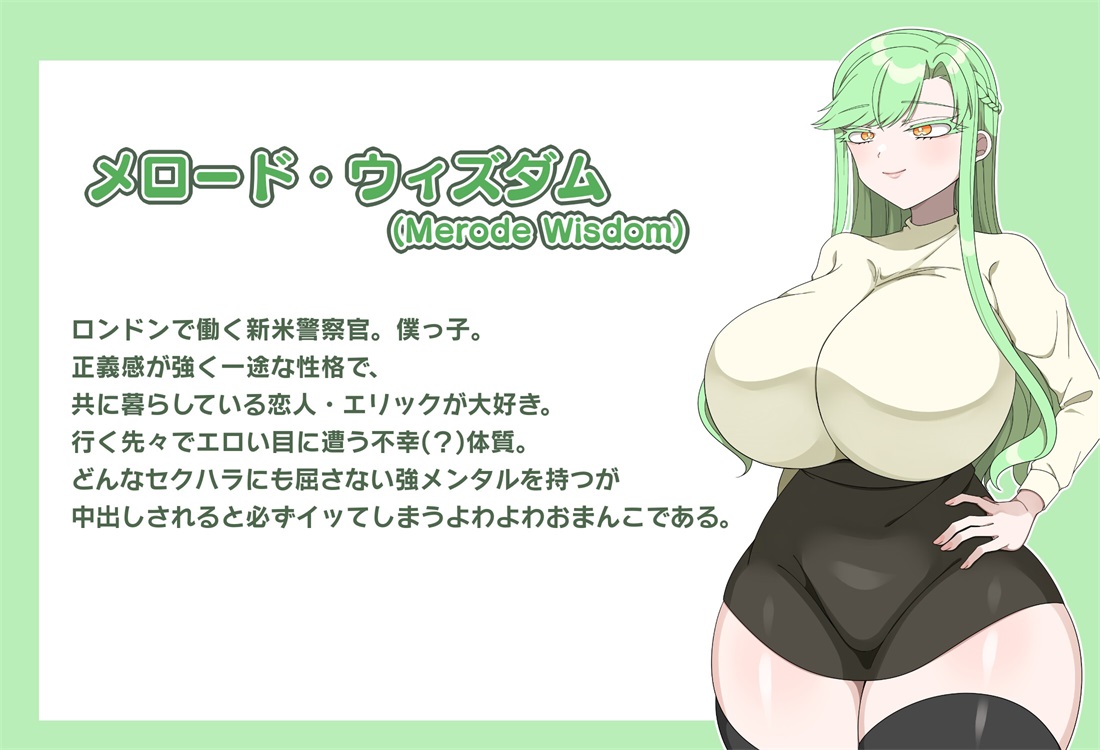 メロード・ウィズダム
(Merode Wisdom)
ロンドンで働く新米警察官。僕っ子。
正義感が強く一途な性格で、
共に暮らしている恋人・エリックが大好き。
行く先々でエロい目に遭う不幸(？)体質。
どんなセクハラにも屈さない強メンタルを持つが
中出しされると必ずイッてしまうよわよわおまんこである。